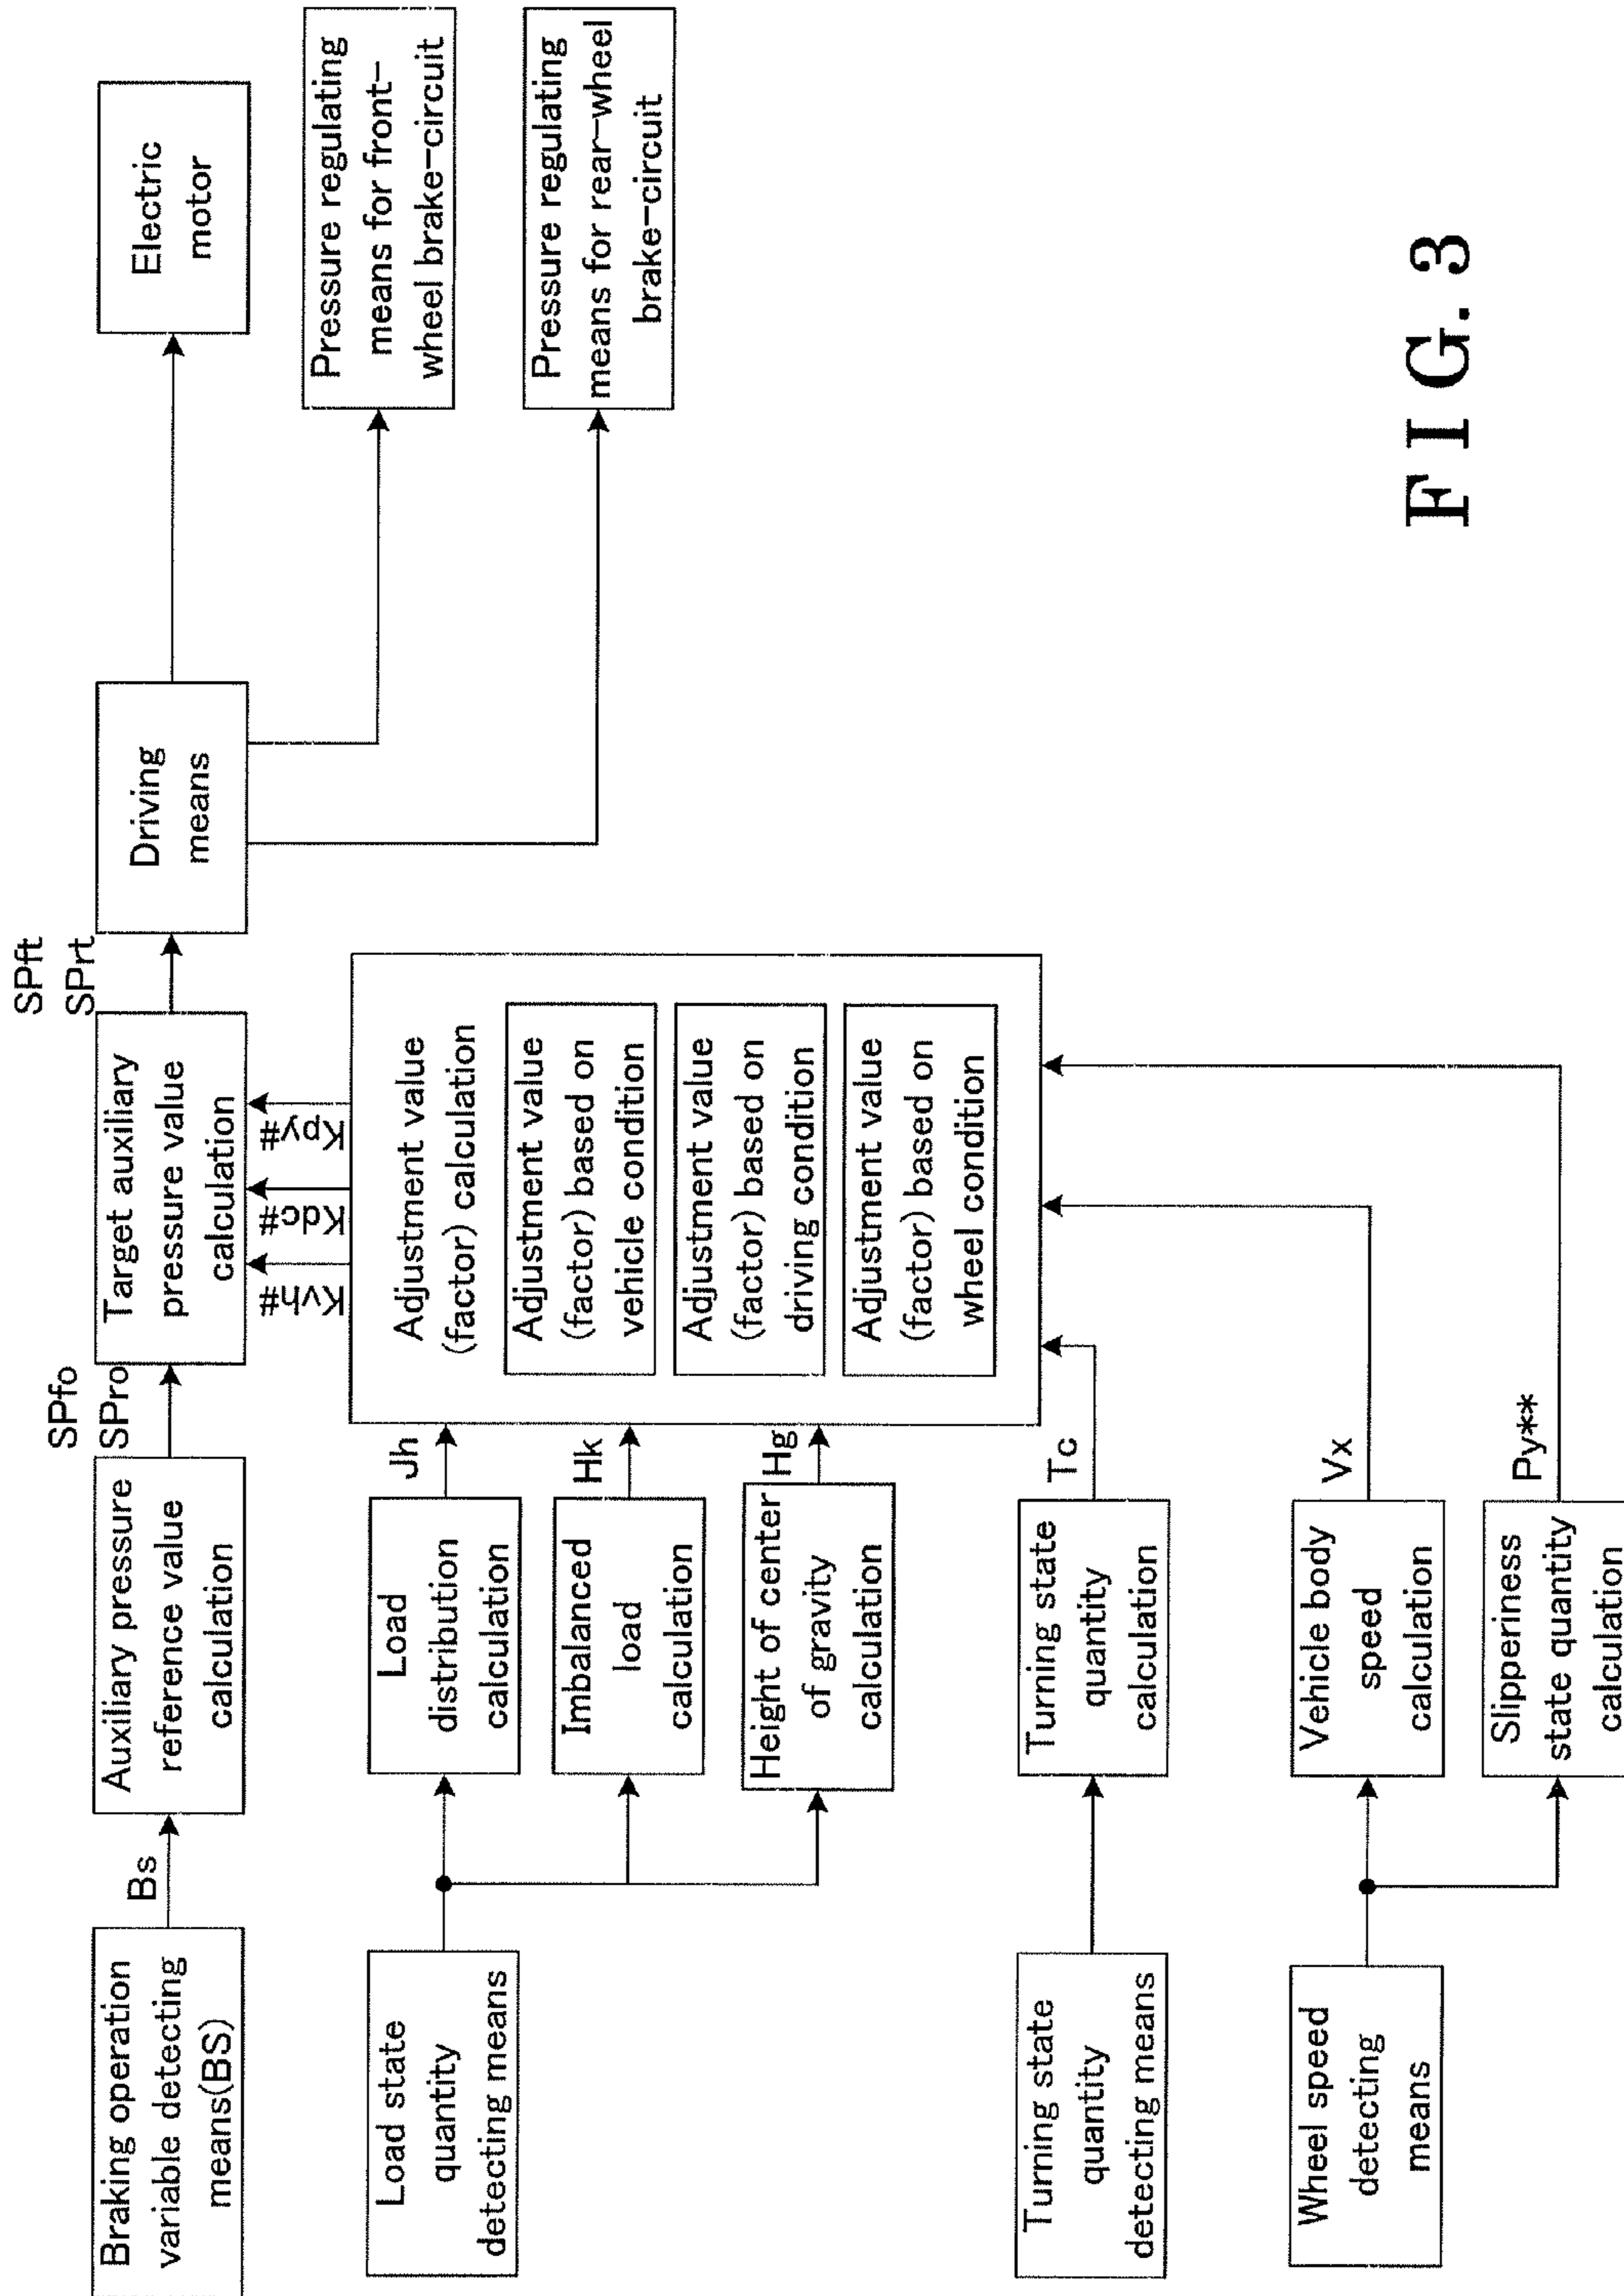 Braking operation
variable detecting
means(BS)
Bs
Auxiliary pressure
reference value
calculation
SPfo
SPro
Target auxiliary
pressure value
calculation
SPft
SPrt
Driving
means
Electric
motor
Pressure regulating
means for front-
wheel brake-circuit
Pressure regulating
means for rear-wheel
brake-circuit
Kvh#
Kdc#
Kpy#
Load state
quantity
detecting means
Load
distribution
calculation
Jh
Imbalanced
load
calculation
Hk
Height of center
of gravity
calculation
Hg
Adjustment value
(factor) calculation
Adjustment value
(factor) based on
vehicle condition
Adjustment value
(factor) based on
driving condition
Adjustment value
(factor) based on
wheel condition
Turning state
quantity
detecting means
Turning state
quantity
calculation
Tc
Wheel speed
detecting
means
Vehicle body
speed
calculation
Vx
Slipperiness
state quantity
calculation
Py**
FIG. 3